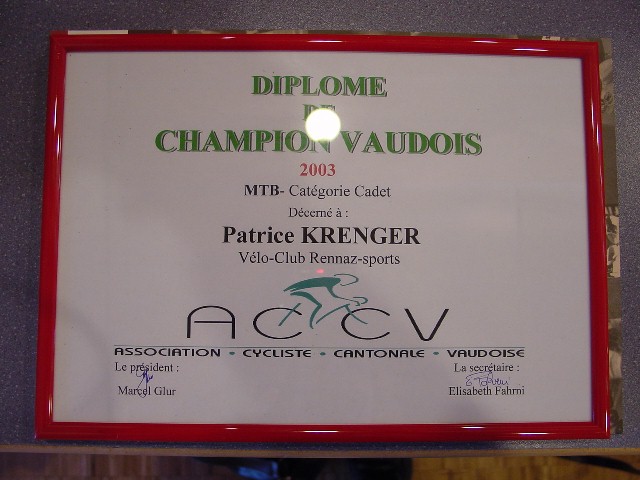 DIPLOME
DE
CHAMPION VAUDOIS
2003
MTB- Catégorie Cadet
Décerné à :
Patrice KRENGER
Vélo-Club Rennaz-sports
ACCV
ASSOCIATION • CYCLISTE • CANTONALE • VAUDOISE
Le président :
Marcel Glur
La secrétaire :
Elisabeth Fahrni